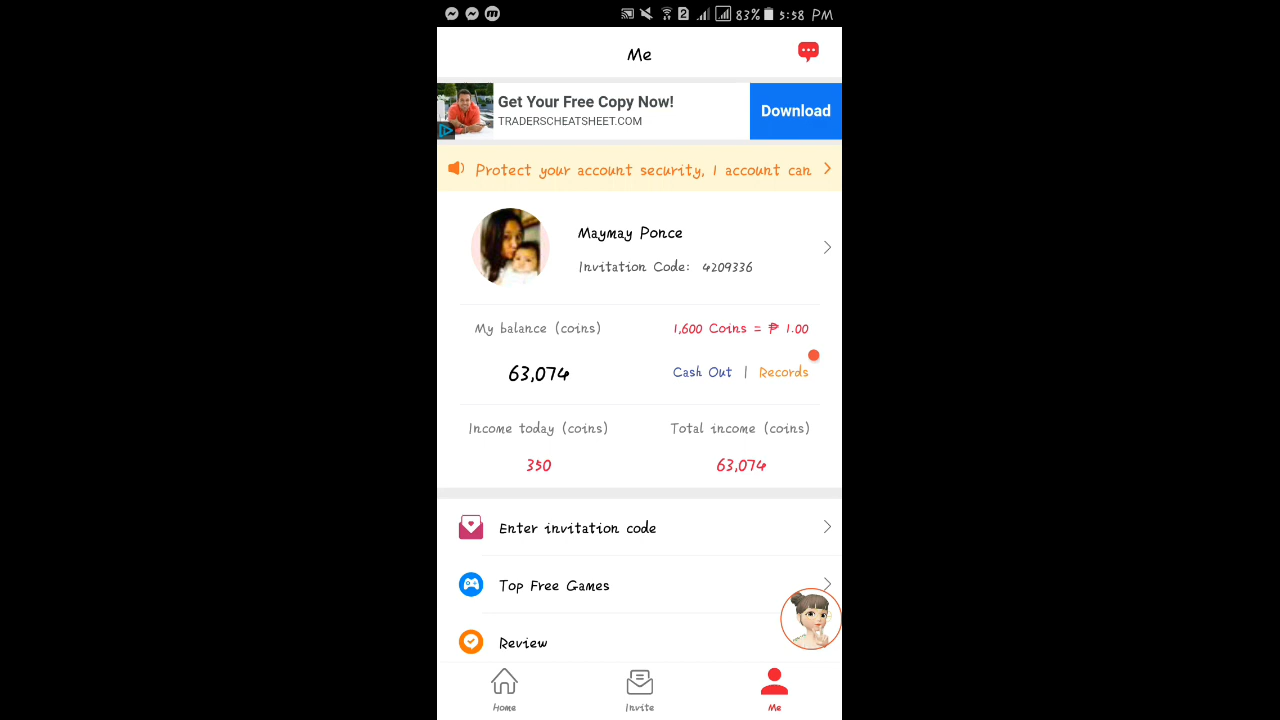 2 83% 5:58 PM
Me
Get Your Free Copy Now!
TRADERSCHEATSHEET.COM
Download
Protect your account security, 1 account can
Maymay Ponce
Invitation Code: 4209336
My balance (coins)
1,600 Coins = ₱ 1.00
63,074
Cash Out | Records
Income today (coins)
Total income (coins)
350
63,074
Enter invitation code
Top Free Games
Review
Home
Invite
Me